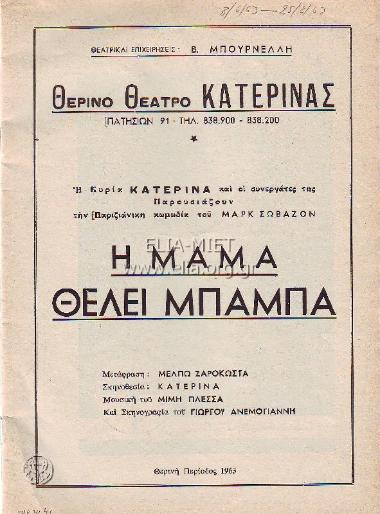 8/6/63 — 25/6/63
ΘΕΑΤΡΙΚΑΙ ΕΠΙΧΕΙΡΗΣΕΙΣ: Β. ΜΠΟΥΡΝΕΛΛΗ
ΘΕΡΙΝΟ ΘΕΑΤΡΟ ΚΑΤΕΡΙΝΑΣ
ΠΑΤΗΣΙΩΝ 91 - ΤΗΛ. 838.900 - 838.200
Ἡ Κυρία ΚΑΤΕΡΙΝΑ καὶ οἱ συνεργάτες της
Παρουσιάζουν
τὴν Παριζιάνικη κωμωδία τοῦ ΜΑΡΚ ΣΩΒΑΖΟΝ
ELIA-MIET
Η ΜΑΜΑ
www.elia.org.gr
ΘΕΛΕΙ ΜΠΑΜΠΑ
Μετάφραση: ΜΕΛΠΩ ΖΑΡΟΚΩΣΤΑ
Σκηνοθεσία: ΚΑΤΕΡΙΝΑ
Μουσική τοῦ ΜΙΜΗ ΠΛΕΣΣΑ
Καὶ Σκηνογραφία τοῦ ΓΙΩΡΓΟΥ ΑΝΕΜΟΓΙΑΝΝΗ
Θερινὴ Περίοδος 1963